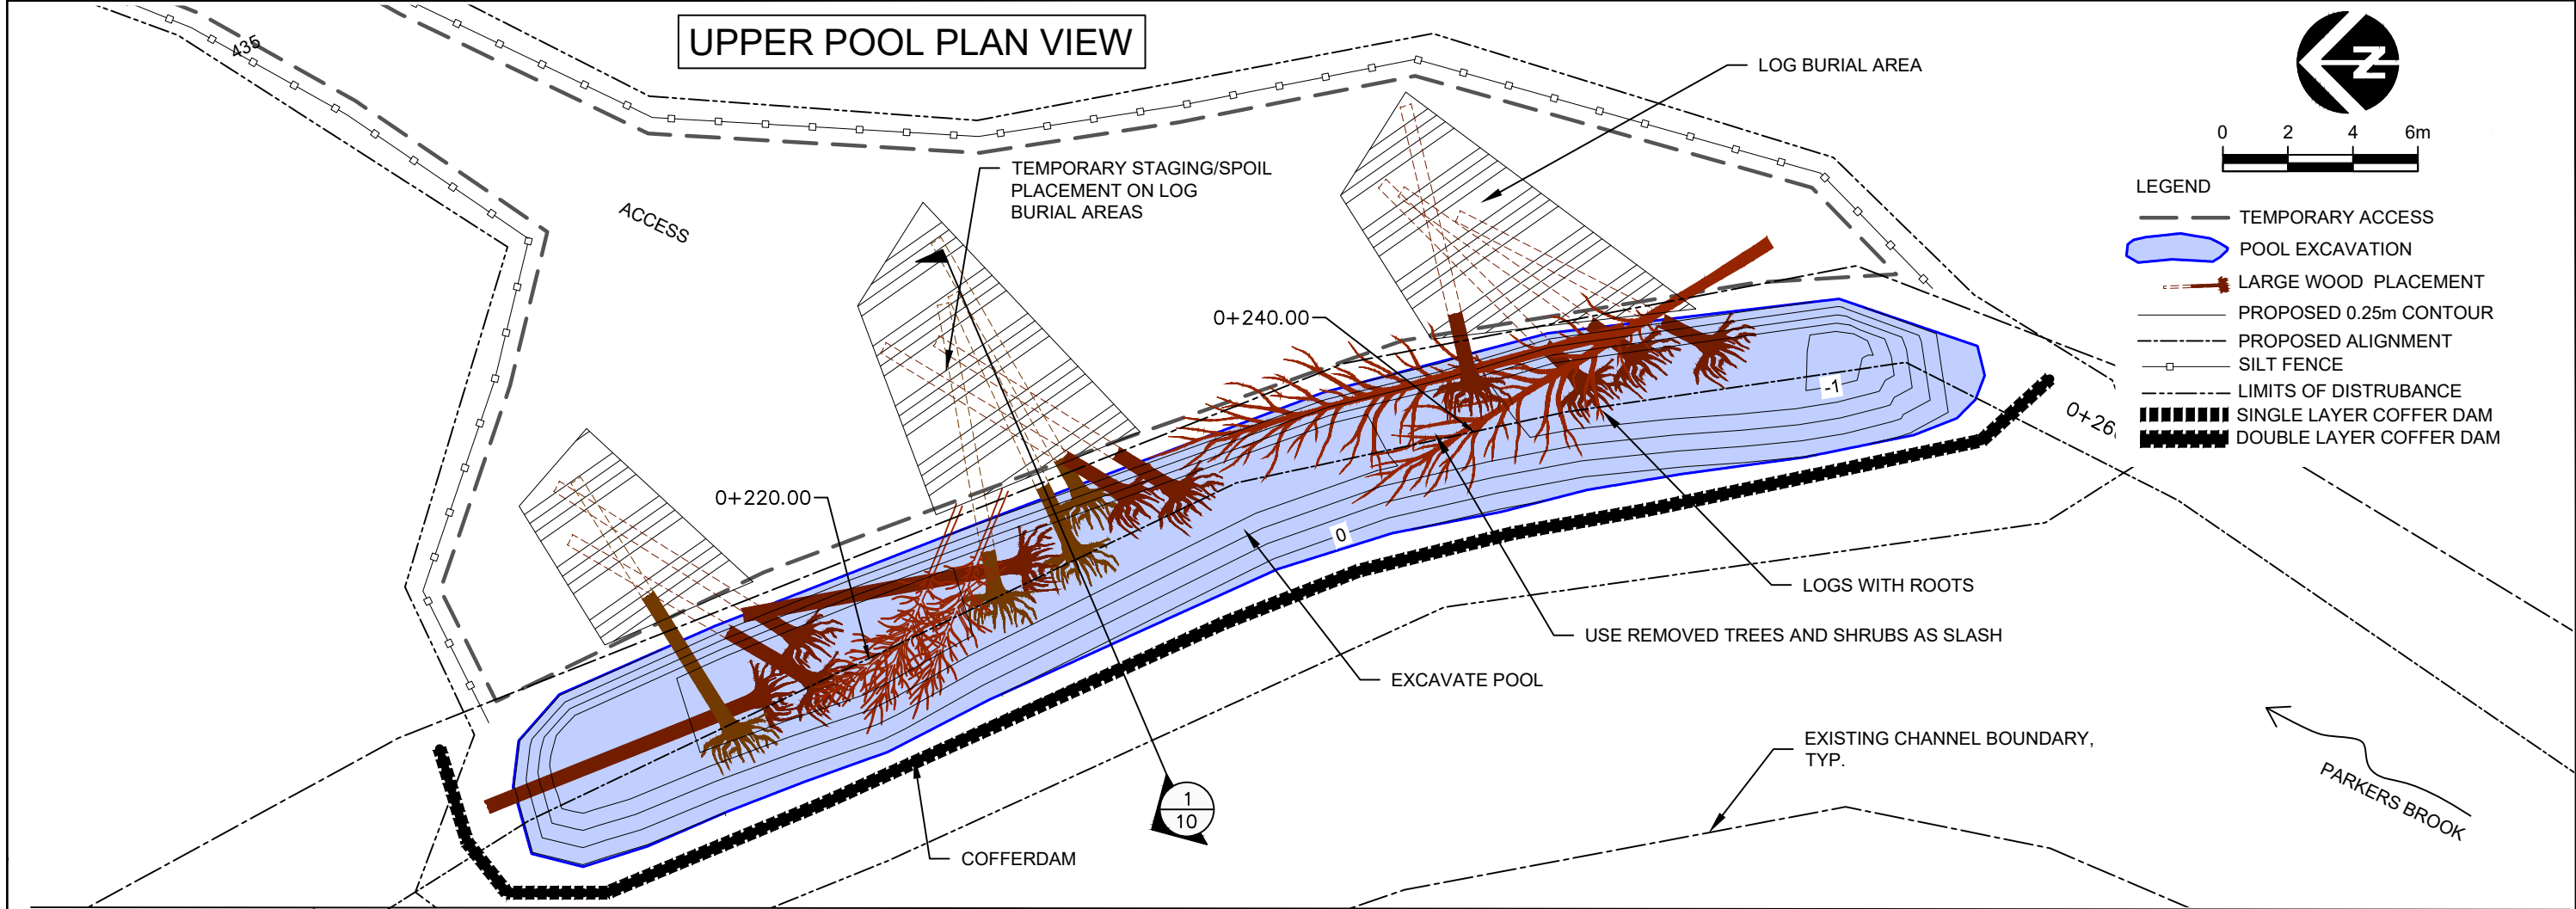 UPPER POOL PLAN VIEW
435
LOG BURIAL AREA
Z
0 2 4 6m
TEMPORARY STAGING/SPOIL
PLACEMENT ON LOG
BURIAL AREAS
ACCESS
LEGEND
TEMPORARY ACCESS
POOL EXCAVATION
LARGE WOOD PLACEMENT
PROPOSED 0.25m CONTOUR
PROPOSED ALIGNMENT
SILT FENCE
LIMITS OF DISTRUBANCE
SINGLE LAYER COFFER DAM
DOUBLE LAYER COFFER DAM
0+240.00
-1
0+26
0+220.00
0
LOGS WITH ROOTS
USE REMOVED TREES AND SHRUBS AS SLASH
EXCAVATE POOL
EXISTING CHANNEL BOUNDARY,
TYP.
PARKERS BROOK
1
10
COFFERDAM